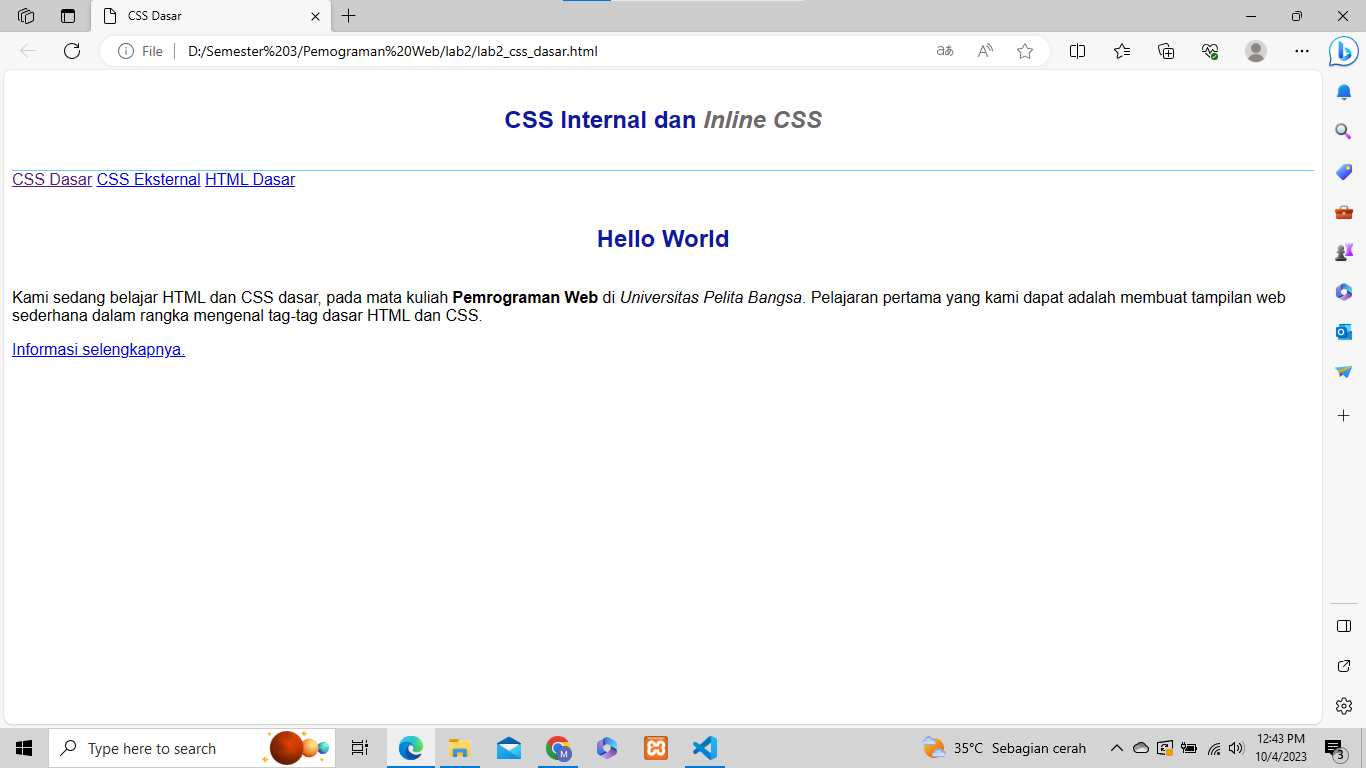 CSS Dasar
File
D:/Semester%203/Pemograman%20Web/lab2/lab2_css_dasar.html
aあ
CSS Internal dan Inline CSS
CSS Dasar CSS Eksternal HTML Dasar
Hello World
Kami sedang belajar HTML dan CSS dasar, pada mata kuliah Pemrograman Web di Universitas Pelita Bangsa. Pelajaran pertama yang kami dapat adalah membuat tampilan web
sederhana dalam rangka mengenal tag-tag dasar HTML dan CSS.
Informasi selengkapnya.
Type here to search
35°C Sebagian cerah
12:43 PM
10/4/2023
3